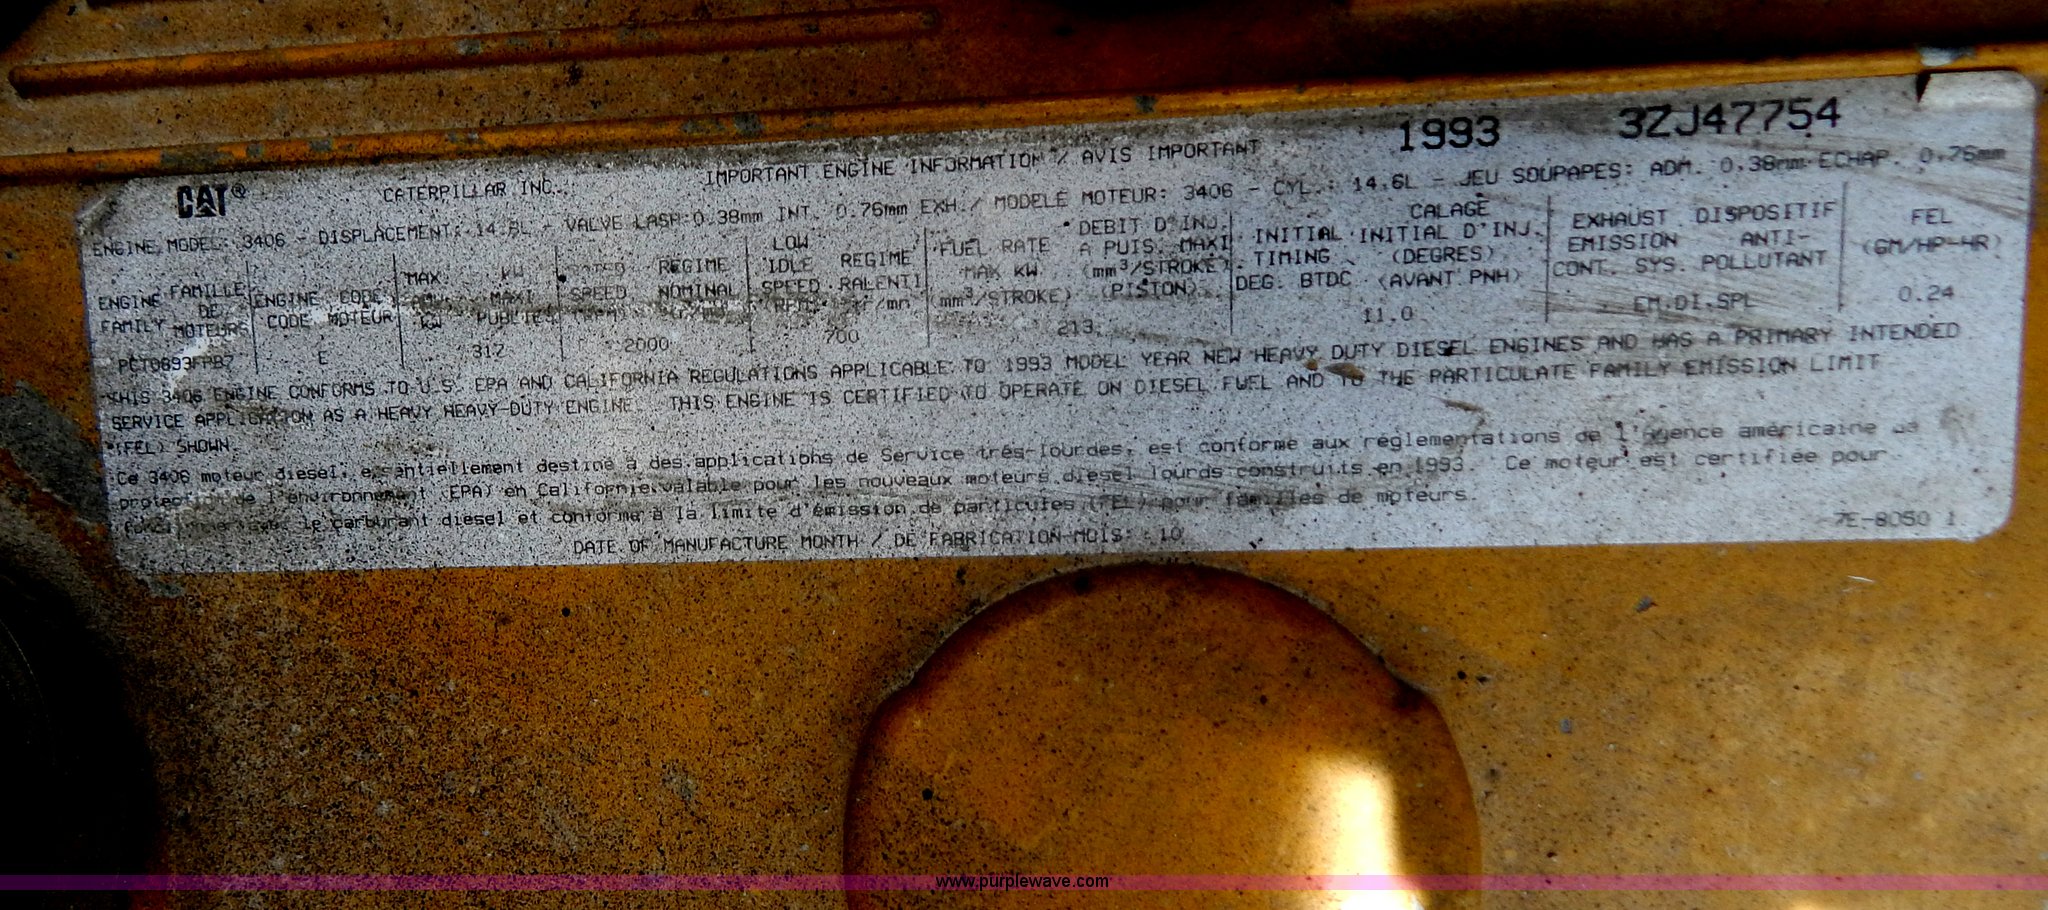 1993 3ZJ47754
CAT® CATERPILLAR INC. IMPORTANT ENGINE INFORMATION / AVIS IMPORTANT
ENGINE MODEL: 3406 - DISPLACEMENT: 14.6L - VALVE LASH: 0.38mm INT. 0.76mm EXH. / MODELE MOTEUR: 3406 - CYL.: 14.6L - JEU SOUPAPES: ADM. 0.38mm ECHAP. 0.76mm
ENGINE FAMILY
FAMILLE DE MOTEURS
PCT0893FPB7
ENGINE CODE
CODE MOTEUR
E
MAX. KW
KW MAXI PUBLIE
317
SPEED
REGIME NOMINAL
2000
LOW IDLE SPEED
REGIME RALENTI
700
FUEL RATE MAX KW (mm³/STROKE)
DEBIT D'INJ. A PUIS. MAXI (mm³/STROKE) (PISTON)
213
INITIAL TIMING DEG. BTDC
CALAGE INITIAL D'INJ. (DEGRES) (AVANT PNH)
11.0
EXHAUST EMISSION CONT. SYS.
DISPOSITIF ANTI-POLLUTANT
EM.DI.SPL
FEL
(GM/HP-HR)
0.24
THIS 3406 ENGINE CONFORMS TO U.S. EPA AND CALIFORNIA REGULATIONS APPLICABLE TO 1993 MODEL YEAR NEW HEAVY DUTY DIESEL ENGINES AND HAS A PRIMARY INTENDED
SERVICE APPLICATION AS A HEAVY HEAVY-DUTY ENGINE. THIS ENGINE IS CERTIFIED TO OPERATE ON DIESEL FUEL AND TO THE PARTICULATE FAMILY EMISSION LIMIT
(FEL) SHOWN.
Ce 3406 moteur diesel, essentiellement destiné à des applications de Service très-lourdes, est conforme aux réglementations de l'agence américaine de
protection de l'environnement (EPA) en Californie valable pour les nouveaux moteurs diesel lourds construits en 1993. Ce moteur est certifiée pour
le carburant diesel et conforme à la limite d'émission de particules (FEL) pour familles de moteurs.
DATE OF MANUFACTURE MONTH / DE FABRICATION-MOIS: 10
7E-8050 1
www.purplewave.com